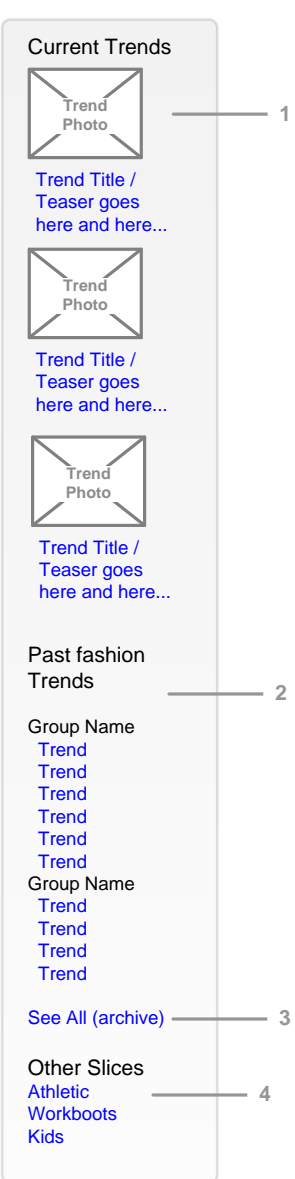 Current Trends
Trend
Photo
1
Trend Title /
Teaser goes
here and here...
Trend
Photo
Trend Title /
Teaser goes
here and here...
Trend
Photo
Trend Title /
Teaser goes
here and here...
Past fashion
Trends
2
Group Name
Trend
Trend
Trend
Trend
Trend
Trend
Group Name
Trend
Trend
Trend
Trend
See All (archive)
3
Other Slices
Athletic
4
Workboots
Kids